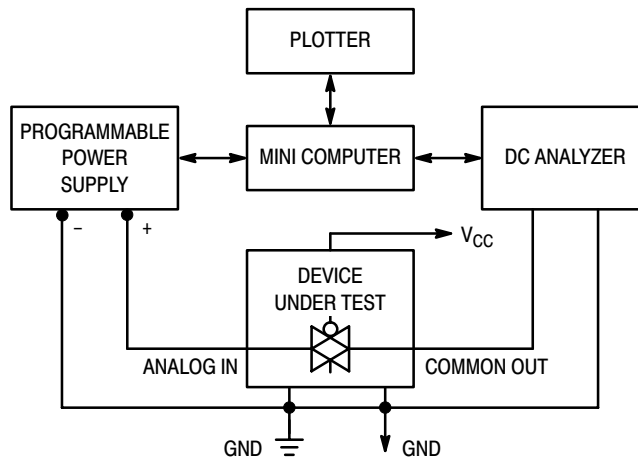 PLOTTER
PROGRAMMABLE
POWER
SUPPLY
MINI COMPUTER
DC ANALYZER
– +
VCC
DEVICE
UNDER TEST
ANALOG IN
COMMON OUT
GND
GND